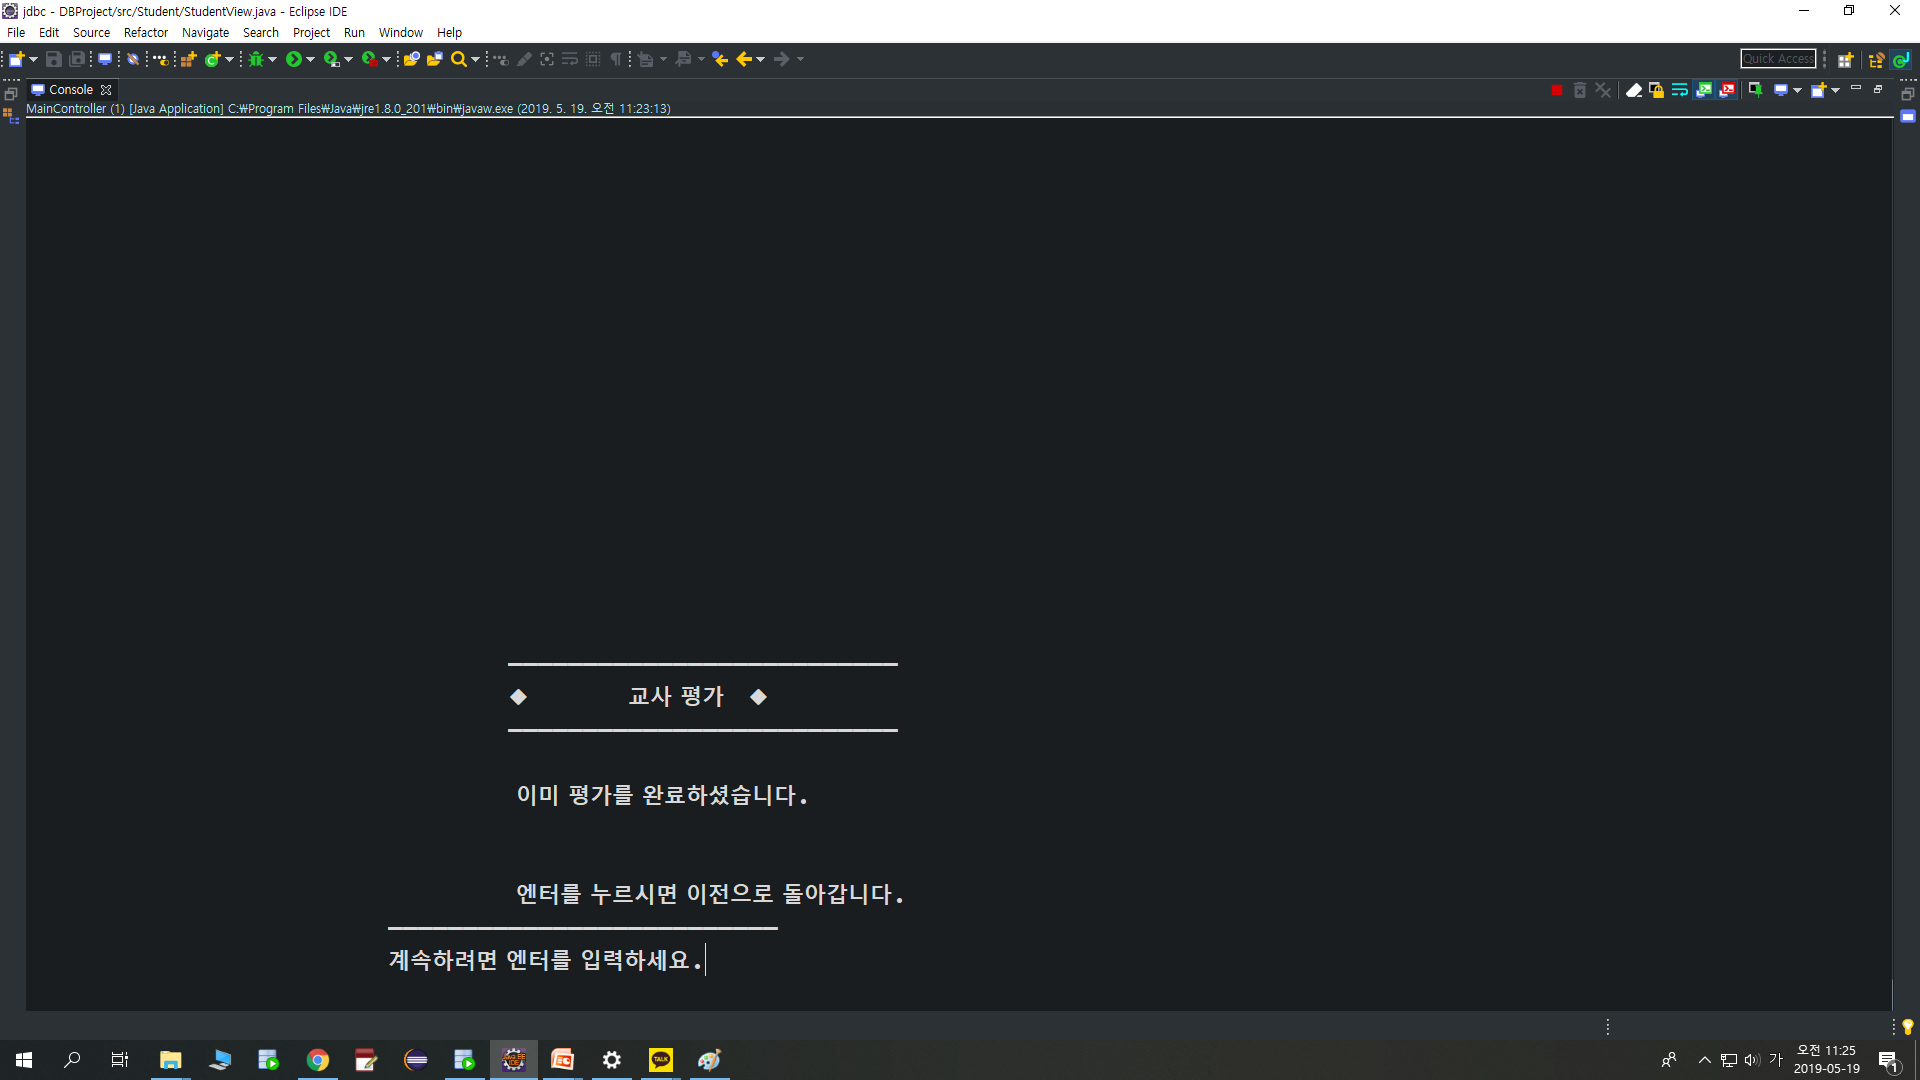 jdbc - DBProject/src/Student/StudentView.java - Eclipse IDE
File Edit Source Refactor Navigate Search Project Run Window Help
Quick Access
Console
MainController (1) [Java Application] C:₩Program Files₩Java₩jre1.8.0_201₩bin₩javaw.exe (2019. 5. 19. 오전 11:23:13)
◆ 교사 평가 ◆
이미 평가를 완료하셨습니다.
엔터를 누르시면 이전으로 돌아갑니다.
계속하려면 엔터를 입력하세요.
TALK
가
오전 11:25
2019-05-19
1